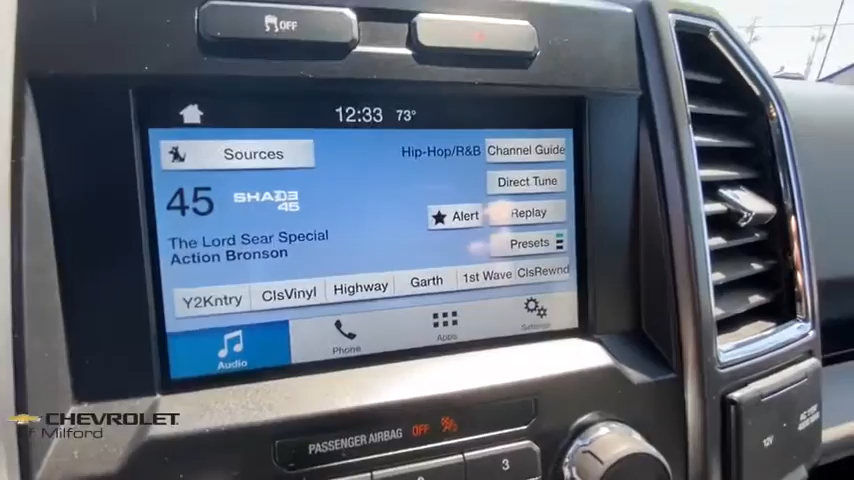 OFF
12:33 73°
Sources
Hip-Hop/R&B
Channel Guide
Direct Tune
45 SHADE 45
Alert
Replay
The Lord Sear Special
Action Bronson
Presets
Y2Kntry ClsVinyl Highway Garth 1st Wave ClsRewnd
Audio Phone Apps Settings
CHEVROLET
of Milford
PASSENGER AIRBAG OFF
3
12V